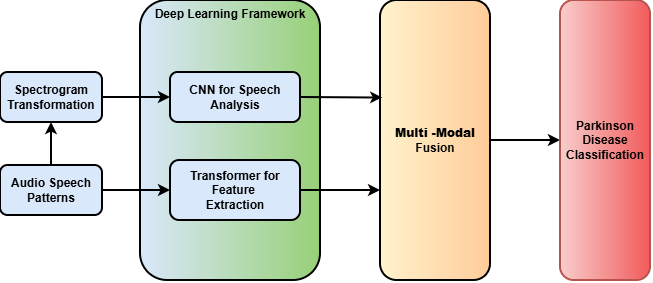 Deep Learning Framework
Spectrogram
Transformation
CNN for Speech
Analysis
Audio Speech
Patterns
Transformer for
Feature
Extraction
Multi -Modal
Fusion
Parkinson
Disease
Classification